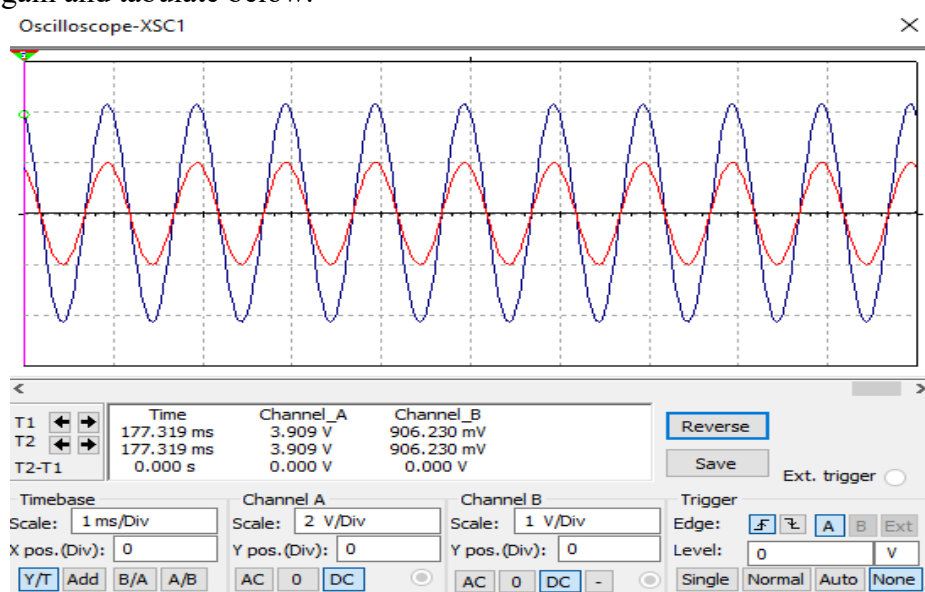 gain and tabulate below.
Oscilloscope-XSC1
Time Channel_A Channel_B
T1 177.319 ms 3.909 V 906.230 mV
T2 177.319 ms 3.909 V 906.230 mV
T2-T1 0.000 s 0.000 V 0.000 V
Reverse
Save
Ext. trigger
Timebase
Scale: 1 ms/Div
X pos.(Div): 0
Y/T Add B/A A/B
Channel A
Scale: 2 V/Div
Y pos.(Div): 0
AC 0 DC
Channel B
Scale: 1 V/Div
Y pos.(Div): 0
AC 0 DC -
Trigger
Edge: A B Ext
Level: 0 V
Single Normal Auto None